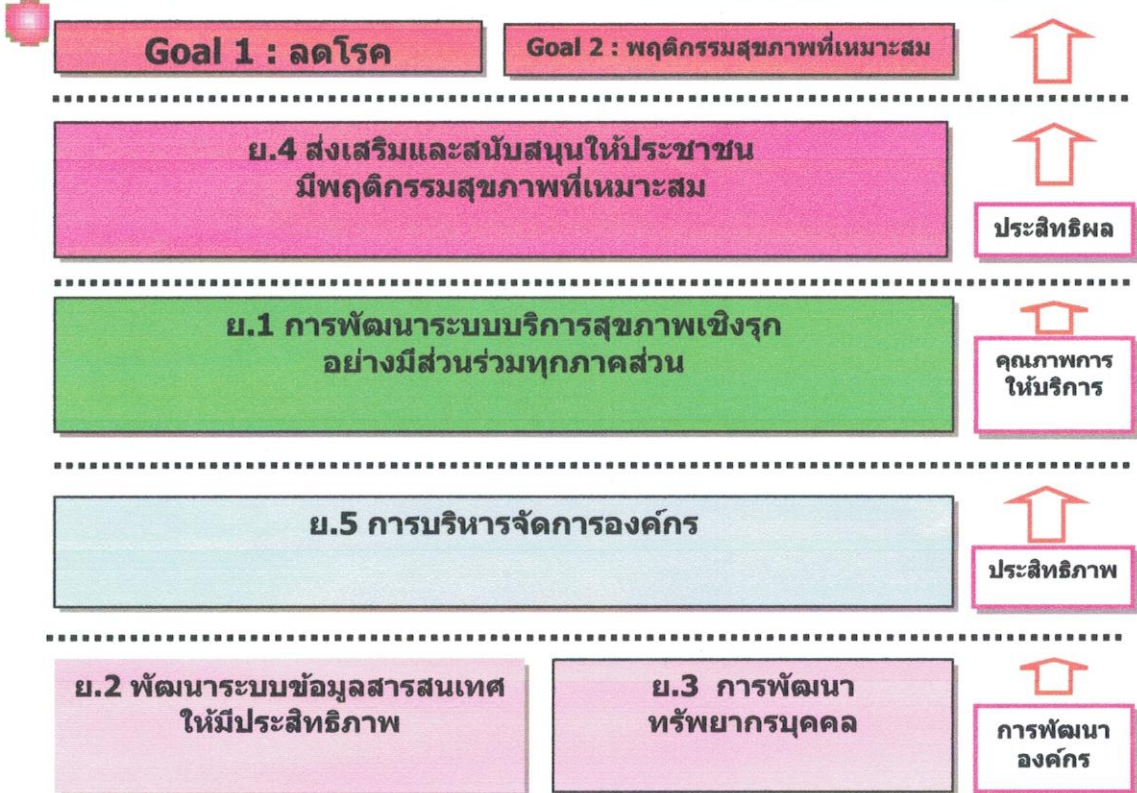 Goal 1 : ลดโรค
Goal 2 : พฤติกรรมสุขภาพที่เหมาะสม
ย.4 ส่งเสริมและสนับสนุนให้ประชาชน
มีพฤติกรรมสุขภาพที่เหมาะสม
ประสิทธิผล
ย.1 การพัฒนาระบบบริการสุขภาพเชิงรุก
อย่างมีส่วนร่วมทุกภาคส่วน
คุณภาพการ
ให้บริการ
ย.5 การบริหารจัดการองค์กร
ประสิทธิภาพ
ย.2 พัฒนาระบบข้อมูลสารสนเทศ
ให้มีประสิทธิภาพ
ย.3 การพัฒนา
ทรัพยากรบุคคล
การพัฒนา
องค์กร